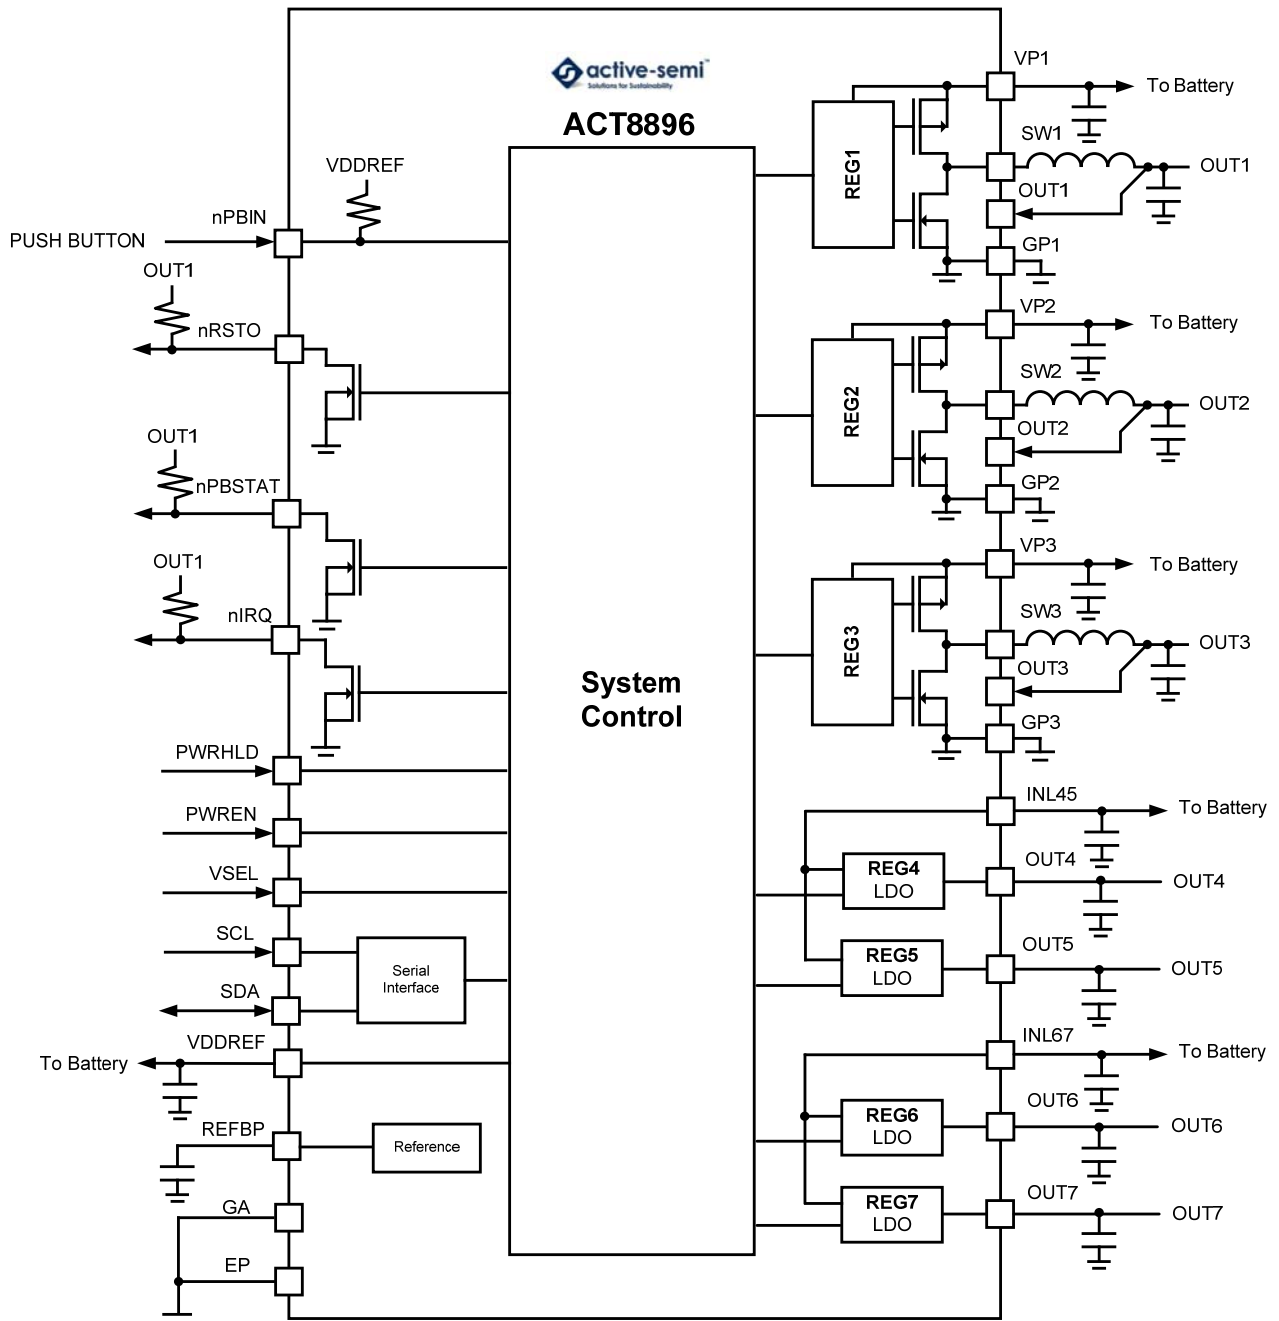 active-semi™
Solutions for Sustainability
ACT8896
System
Control
VDDREF
nPBIN
PUSH BUTTON
OUT1
nRSTO
OUT1
nPBSTAT
OUT1
nIRQ
PWRHLD
PWREN
VSEL
SCL
SDA
Serial
Interface
VDDREF
To Battery
REFBP
Reference
GA
EP
VP1
To Battery
REG1
SW1
OUT1
OUT1
GP1
VP2
To Battery
REG2
SW2
OUT2
OUT2
GP2
VP3
To Battery
REG3
SW3
OUT3
OUT3
GP3
INL45
To Battery
REG4
LDO
OUT4
OUT4
REG5
LDO
OUT5
OUT5
INL67
To Battery
REG6
LDO
OUT6
OUT6
REG7
LDO
OUT7
OUT7